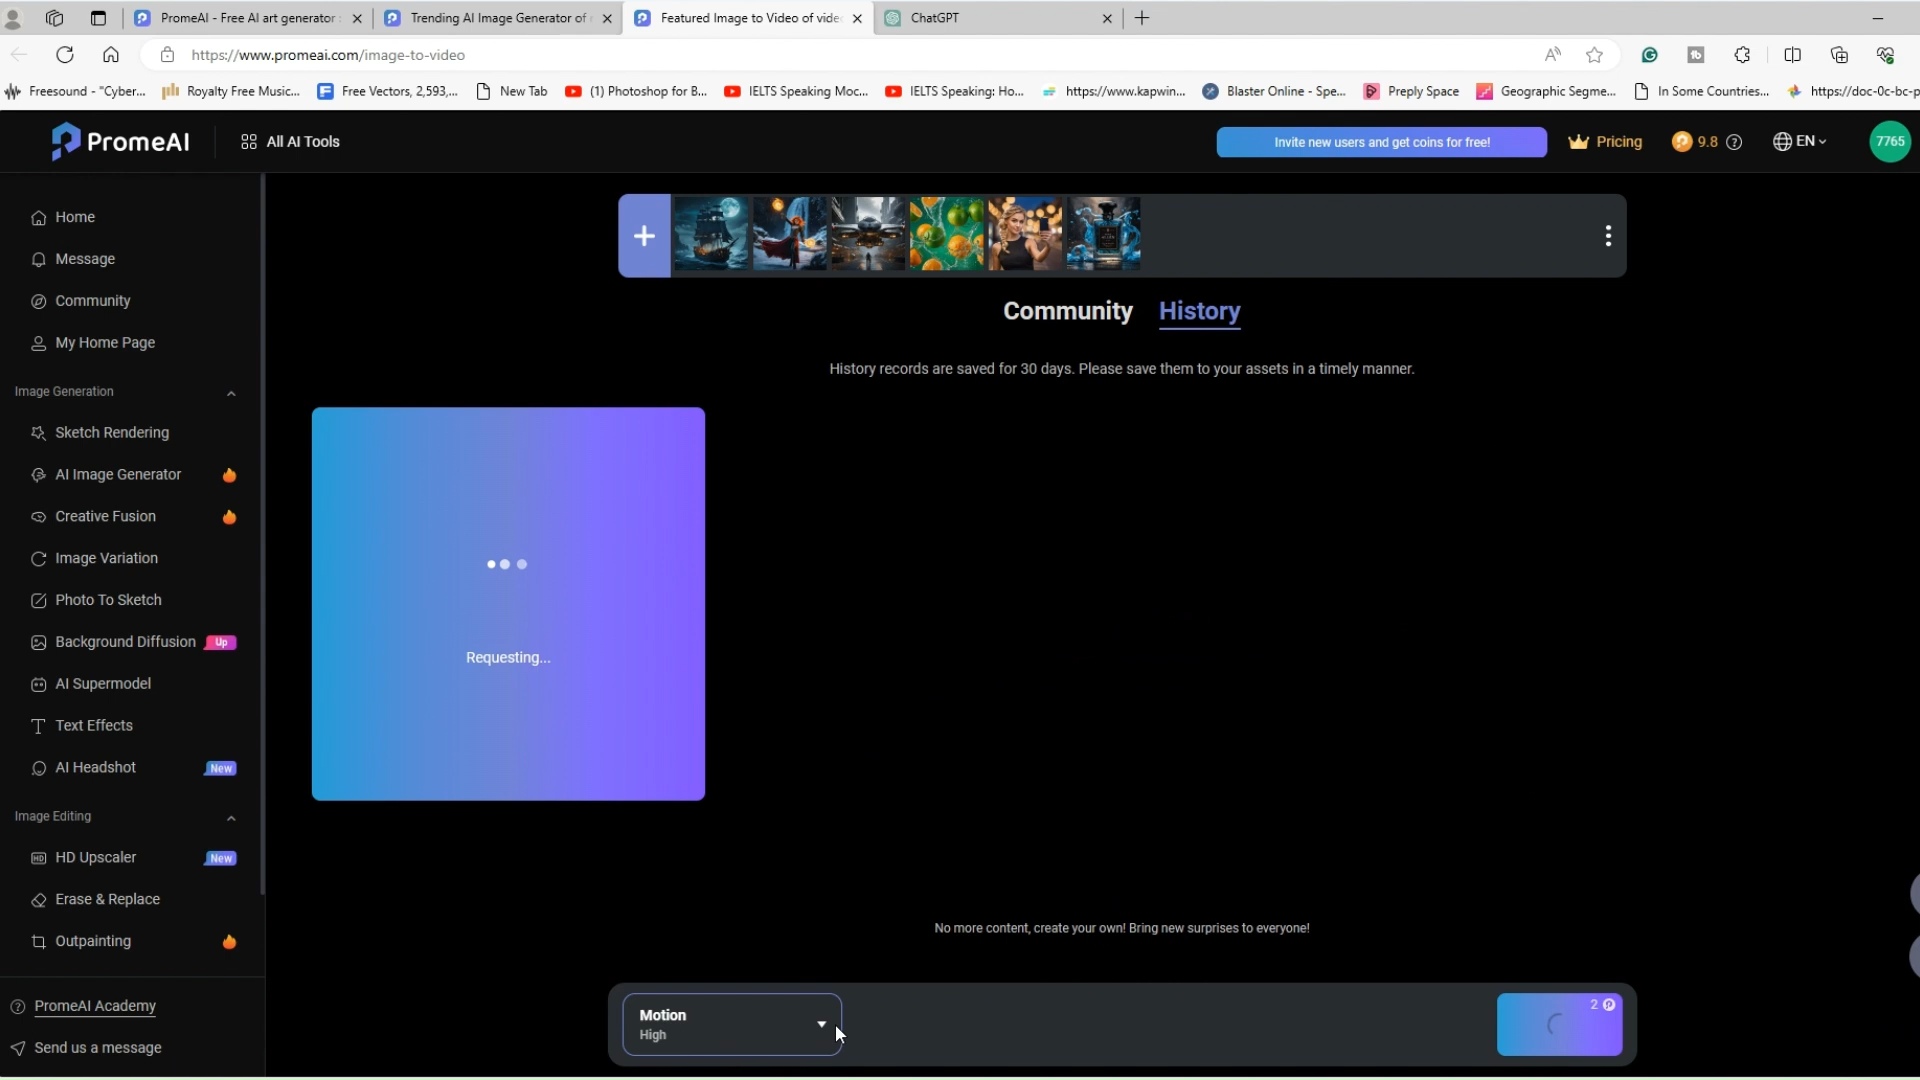 PromeAI - Free AI art generator
Trending AI Image Generator of
Featured Image to Video of vide
ChatGPT
https://www.promeai.com/image-to-video
Freesound - "Cyber...
Royalty Free Music...
Free Vectors, 2,593,...
New Tab
(1) Photoshop for B...
IELTS Speaking Moc...
IELTS Speaking: Ho...
https://www.kapwin...
Blaster Online - Spe...
Preply Space
Geographic Segme...
In Some Countries...
https://doc-0c-bc-p
PromeAI
All AI Tools
Invite new users and get coins for free!
Pricing
9.8
EN
7765
Home
Message
Community
My Home Page
Image Generation
Sketch Rendering
AI Image Generator
Creative Fusion
Image Variation
Photo To Sketch
Background Diffusion Up
AI Supermodel
Text Effects
AI Headshot New
Image Editing
HD Upscaler New
Erase & Replace
Outpainting
PromeAI Academy
Send us a message
Community History
History records are saved for 30 days. Please save them to your assets in a timely manner.
Requesting...
No more content, create your own! Bring new surprises to everyone!
Motion
High
2